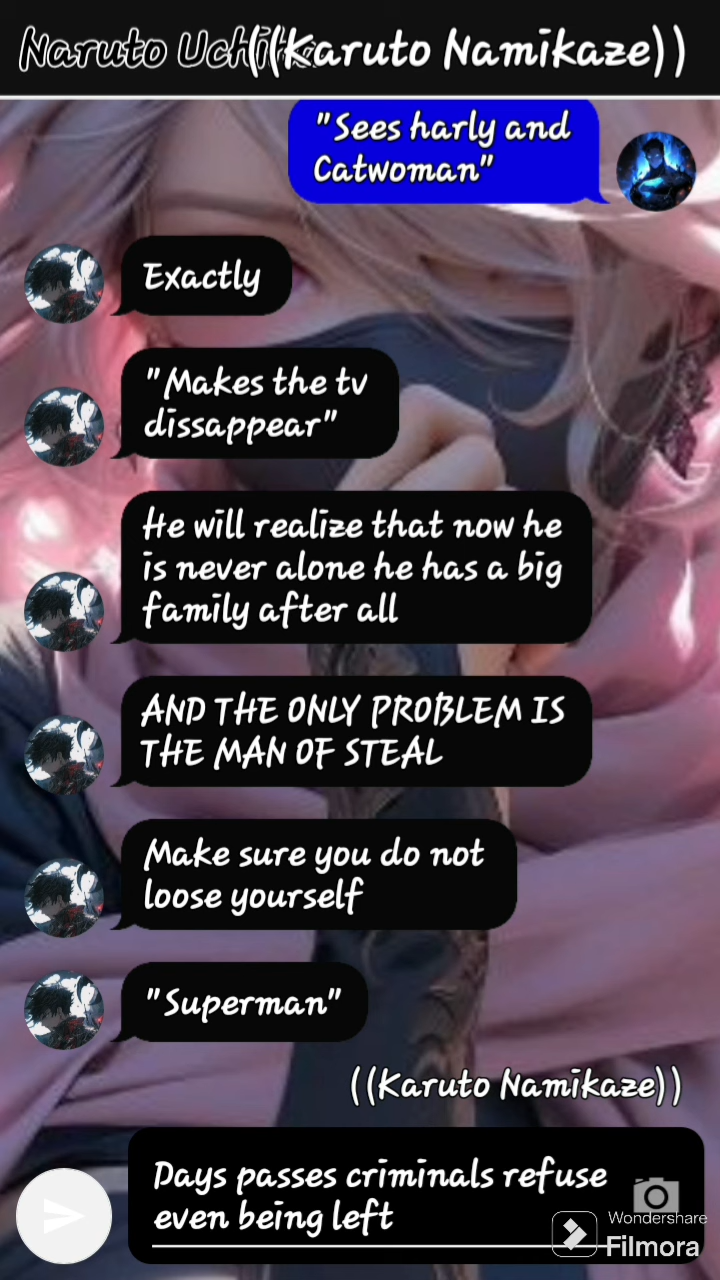 Naruto Uchiha
((Karuto Namikaze))
"Sees harly and
Catwoman"
Exactly
"Makes the tv
dissappear"
He will realize that now he
is never alone he has a big
family after all
AND THE ONLY PROBLEM IS
THE MAN OF STEAL
Make sure you do not
loose yourself
"Superman"
((Karuto Namikaze))
Days passes criminals refuse
even being left
Wondershare
Filmora